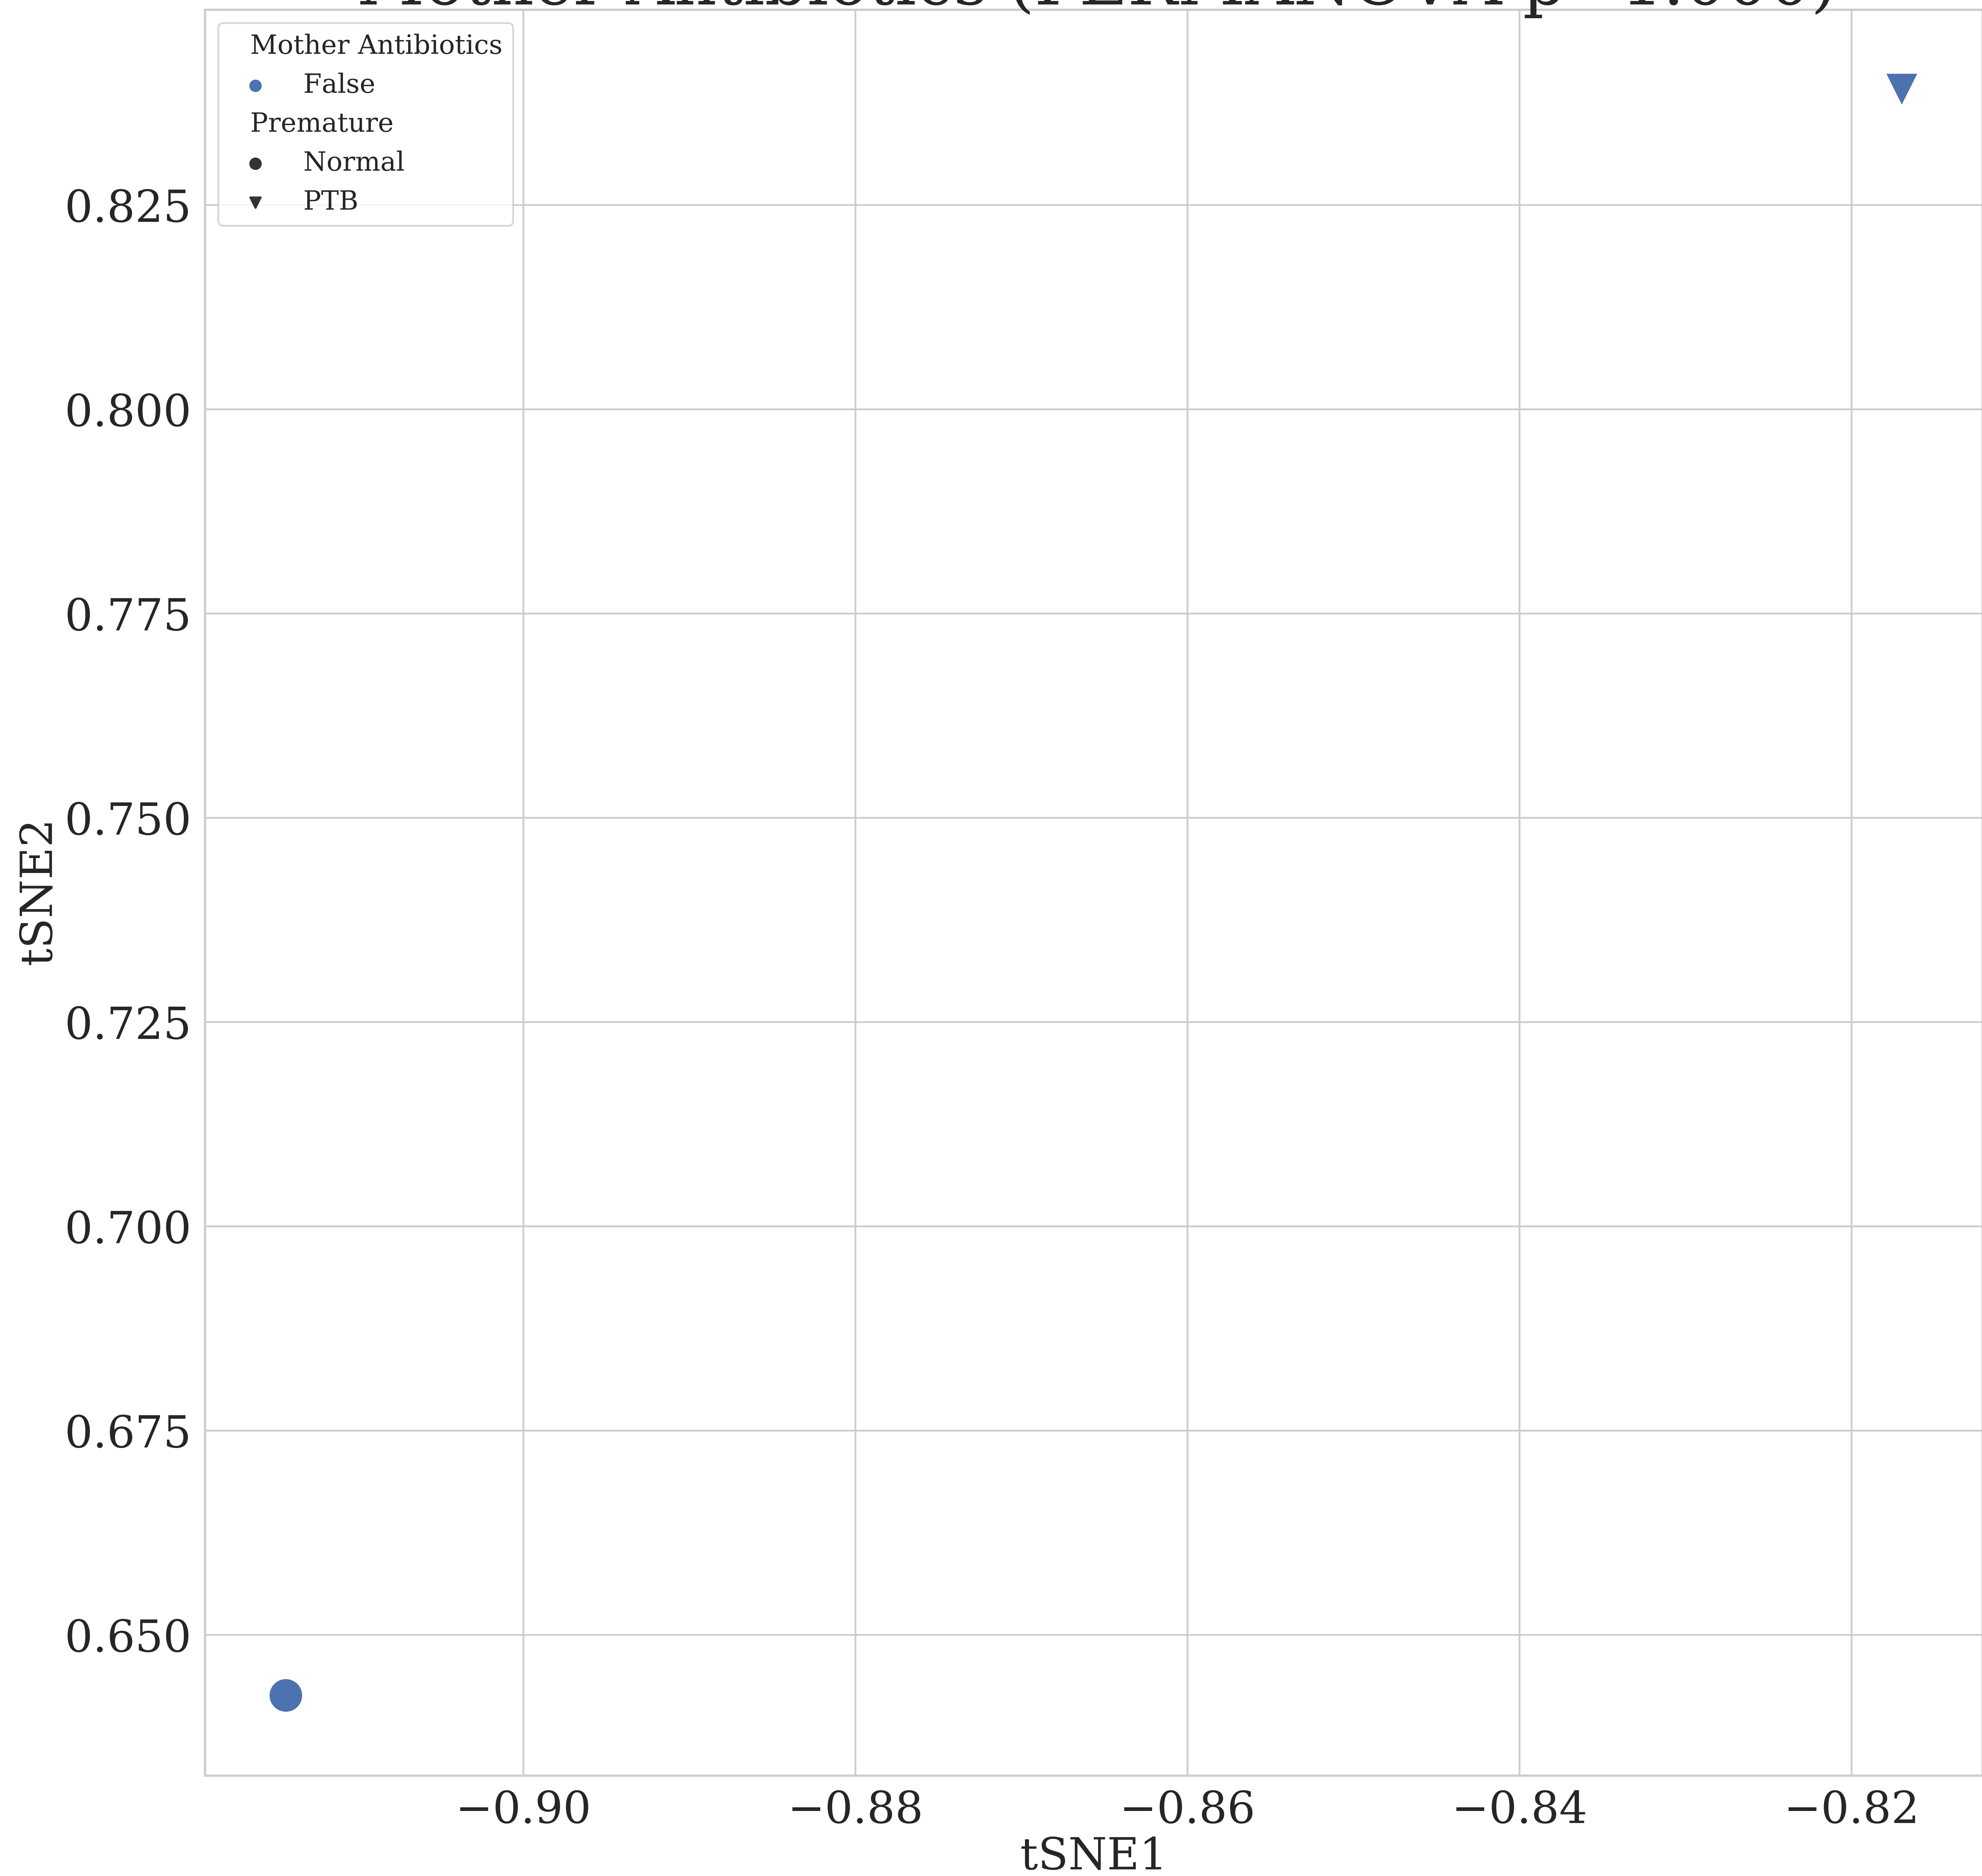 Mother Antibiotics
False
Premature
Normal
PTB
0.825
0.800
0.775
0.750
0.725
0.700
0.675
0.650
tSNE2
−0.90 −0.88 −0.86 −0.84 −0.82
tSNE1